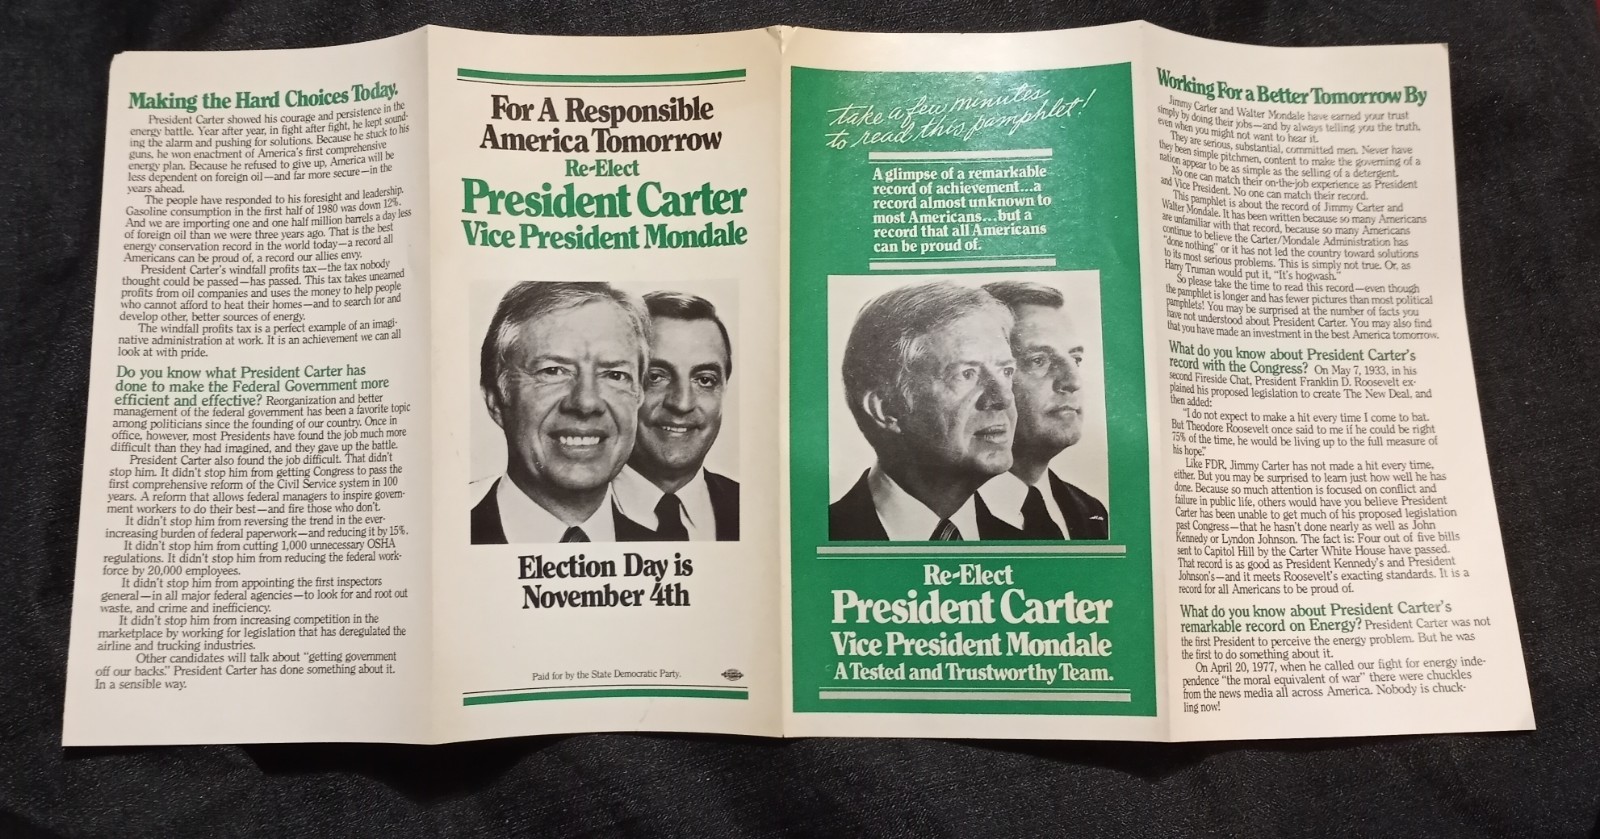 Making the Hard Choices Today.
President Carter showed his courage and persistence in the
energy battle. Year after year, in fight after fight, he kept sound-
ing the alarm and pushing for solutions. Because he stuck to his
guns, he won enactment of America's first comprehensive
energy plan. Because he refused to give up, America will be
less dependent on foreign oil—and far more secure—in the
years ahead.
The people have responded to his foresight and leadership.
Gasoline consumption in the first half of 1980 was down 12%.
And we are importing one and one half million barrels a day less
of foreign oil than we were three years ago. That is the best
energy conservation record in the world today—a record all
Americans can be proud of, a record our allies envy.
President Carter's windfall profits tax—the tax nobody
thought could be passed—has passed. This tax takes unearned
profits from oil companies and uses the money to help people
who cannot afford to heat their homes—and to search for and
develop other, better sources of energy.
The windfall profits tax is a perfect example of an imagi-
native administration at work. It is an achievement we can all
look at with pride.
Do you know what President Carter has
done to make the Federal Government more
efficient and effective? Reorganization and better
management of the federal government has been a favorite topic
among politicians since the founding of our country. Once in
office, however, most Presidents have found the job much more
difficult than they had imagined, and they gave up the battle.
President Carter also found the job difficult. That didn't
stop him. It didn't stop him from getting Congress to pass the
first comprehensive reform of the Civil Service system in 100
years. A reform that allows federal managers to inspire govern-
ment workers to do their best—and fire those who don't.
It didn't stop him from reversing the trend in the ever-
increasing burden of federal paperwork—and reducing it by 15%.
It didn't stop him from cutting 1,000 unnecessary OSHA
regulations. It didn't stop him from reducing the federal work-
force by 20,000 employees.
It didn't stop him from appointing the first inspectors
general—in all major federal agencies—to look for and root out
waste, and crime and inefficiency.
It didn't stop him from increasing competition in the
marketplace by working for legislation that has deregulated the
airline and trucking industries.
Other candidates will talk about "getting government
off our backs." President Carter has done something about it.
In a sensible way.
For A Responsible
America Tomorrow
Re-Elect
President Carter
Vice President Mondale
Election Day is
November 4th
Paid for by the State Democratic Party.
take a few minutes
to read this pamphlet!
A glimpse of a remarkable
record of achievement...a
record almost unknown to
most Americans...but a
record that all Americans
can be proud of.
Re-Elect
President Carter
Vice President Mondale
A Tested and Trustworthy Team.
Working For a Better Tomorrow By
Jimmy Carter and Walter Mondale have earned your trust
simply by doing their jobs—and by always telling you the truth,
even when you might not want to hear it.
They are serious, substantial, committed men. Never have
they been simple pitchmen, content to make the governing of a
nation appear to be as simple as the selling of a detergent.
No one can match their on-the-job experience as President
and Vice President. No one can match their record.
This pamphlet is about the record of Jimmy Carter and
Walter Mondale. It has been written because so many Americans
are unfamiliar with that record, because so many Americans
continue to believe the Carter/Mondale Administration has
"done nothing" or it has not led the country toward solutions
to its most serious problems. This is simply not true. Or, as
Harry Truman would put it, "It's hogwash."
So please take the time to read this record—even though
the pamphlet is longer and has fewer pictures than most political
pamphlets! You may be surprised at the number of facts you
have not understood about President Carter. You may also find
that you have made an investment in the best America tomorrow.
What do you know about President Carter's
record with the Congress? On May 7, 1933, in his
second Fireside Chat, President Franklin D. Roosevelt ex-
plained his proposed legislation to create The New Deal, and
then added:
"I do not expect to make a hit every time I come to bat.
But Theodore Roosevelt once said to me if he could be right
75% of the time, he would be living up to the full measure of
his hope."
Like FDR, Jimmy Carter has not made a hit every time,
either. But you may be surprised to learn just how well he has
done. Because so much attention is focused on conflict and
failure in public life, others would have you believe President
Carter has been unable to get much of his proposed legislation
past Congress—that he hasn't done nearly as well as John
Kennedy or Lyndon Johnson. The fact is: Four out of five bills
sent to Capitol Hill by the Carter White House have passed.
That record is as good as President Kennedy's and President
Johnson's—and it meets Roosevelt's exacting standards. It is a
record for all Americans to be proud of.
What do you know about President Carter's
remarkable record on Energy? President Carter was not
the first President to perceive the energy problem. But he was
the first to do something about it.
On April 20, 1977, when he called our fight for energy inde-
pendence "the moral equivalent of war" there were chuckles
from the news media all across America. Nobody is chuck-
ling now!